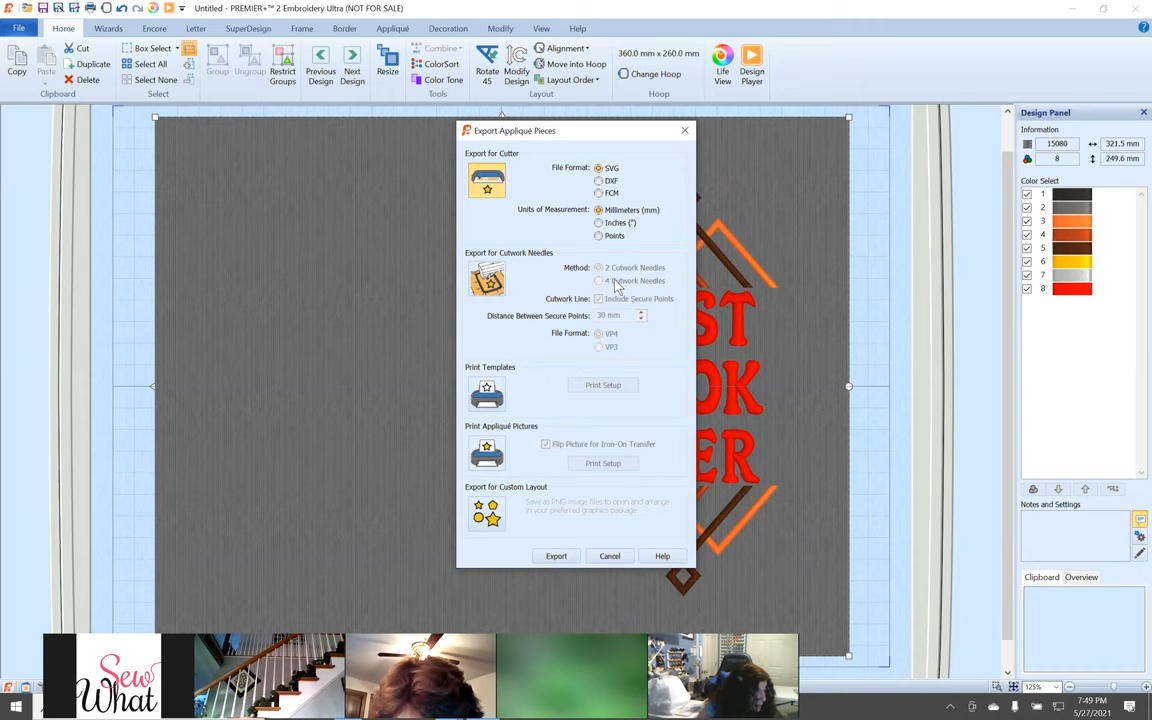 Untitled - PREMIER+™ 2 Embroidery Ultra (NOT FOR SALE)
File Home Wizards Encore Letter SuperDesign Frame Border Appliqué Decoration Modify View Help
Copy Paste Cut Duplicate Delete Clipboard
Box Select Select All Select None Select
Group Ungroup Restrict Groups
Previous Design Next Design
Resize
Combine ColorSort Color Tone Tools
Rotate 45 Modify Design
Alignment Move into Hoop Layout Order Layout
360.0 mm x 260.0 mm
Change Hoop
Hoop
Life View Design Player
Export Appliqué Pieces
Export for Cutter
File Format: SVG
DXF
FCM
Units of Measurement: Millimeters (mm)
Inches (")
Points
Export for Cutwork Needles
Method: 2 Cutwork Needles
4 Cutwork Needles
Cutwork Line: Include Secure Points
Distance Between Secure Points: 30 mm
File Format: VP4
VP3
Print Templates
Print Setup
Print Appliqué Pictures
Flip Picture for Iron-On Transfer
Print Setup
Export for Custom Layout
Save as PNG image files to open and arrange
in your preferred graphics package.
Export Cancel Help
ST
OK
ER
Design Panel
Information
15080 321.5 mm
8 249.6 mm
Color Select
1
2
3
4
5
6
7
8
Notes and Settings
Clipboard Overview
Sew
What
125%
7:49 PM
5/27/2021